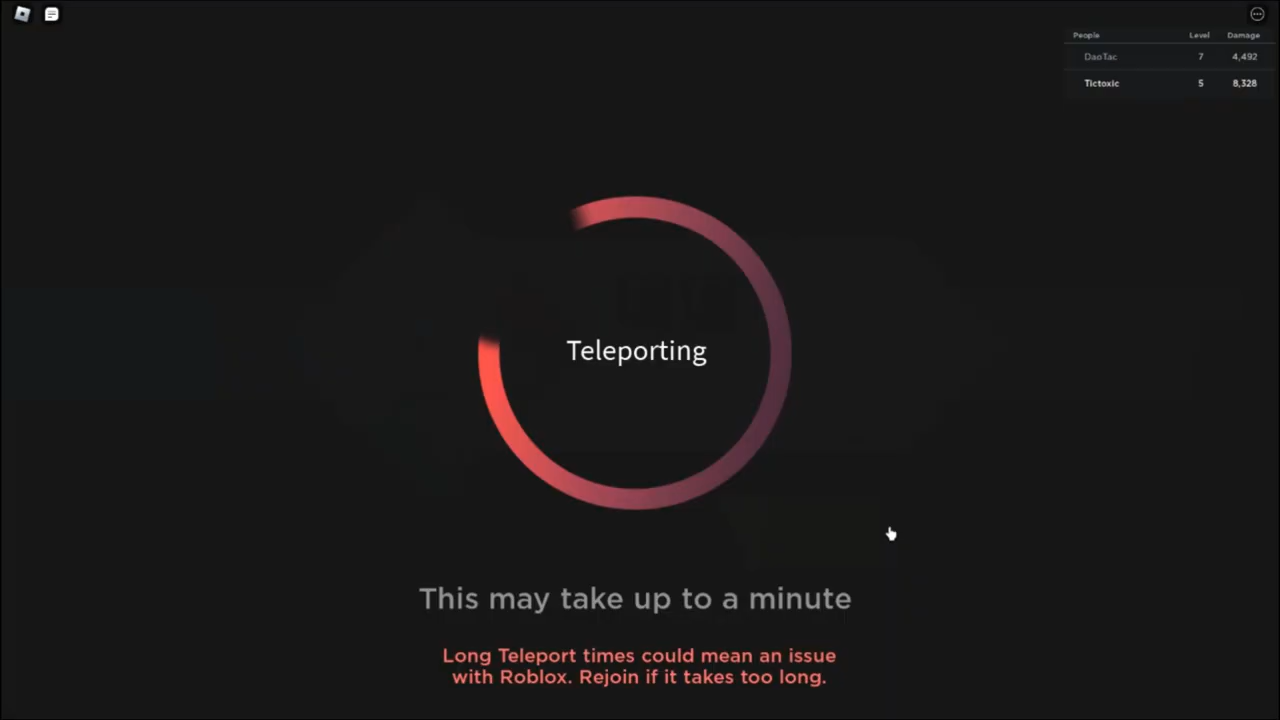 People Level Damage
DaoTac 7 4,492
Tictoxic 5 8,328
Teleporting
This may take up to a minute
Long Teleport times could mean an issue
with Roblox. Rejoin if it takes too long.